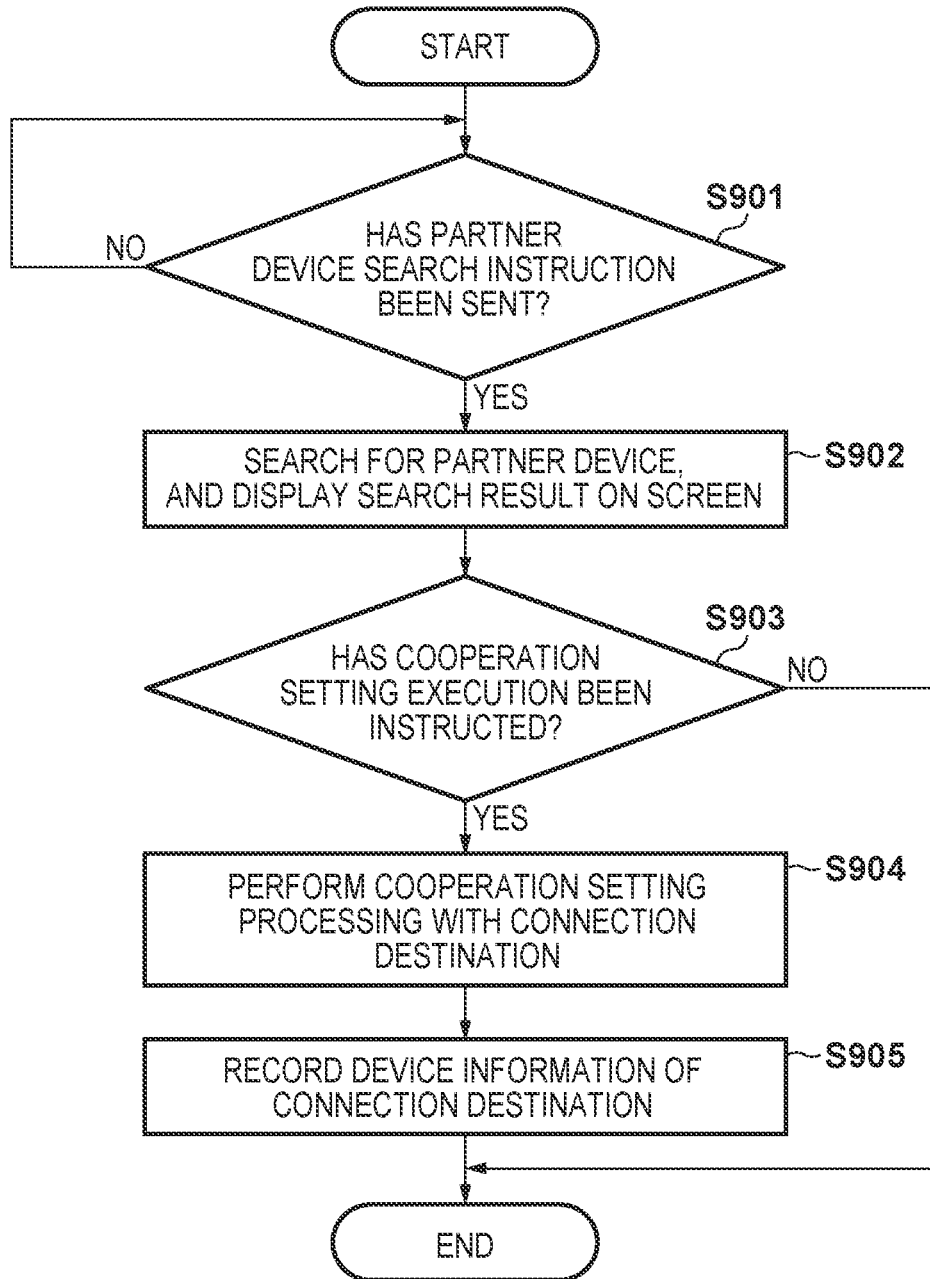 START
S901
HAS PARTNER
DEVICE SEARCH INSTRUCTION
BEEN SENT?
NO
YES
SEARCH FOR PARTNER DEVICE,
AND DISPLAY SEARCH RESULT ON SCREEN
S902
S903
HAS COOPERATION
SETTING EXECUTION BEEN
INSTRUCTED?
NO
YES
PERFORM COOPERATION SETTING
PROCESSING WITH CONNECTION
DESTINATION
S904
RECORD DEVICE INFORMATION OF
CONNECTION DESTINATION
S905
END